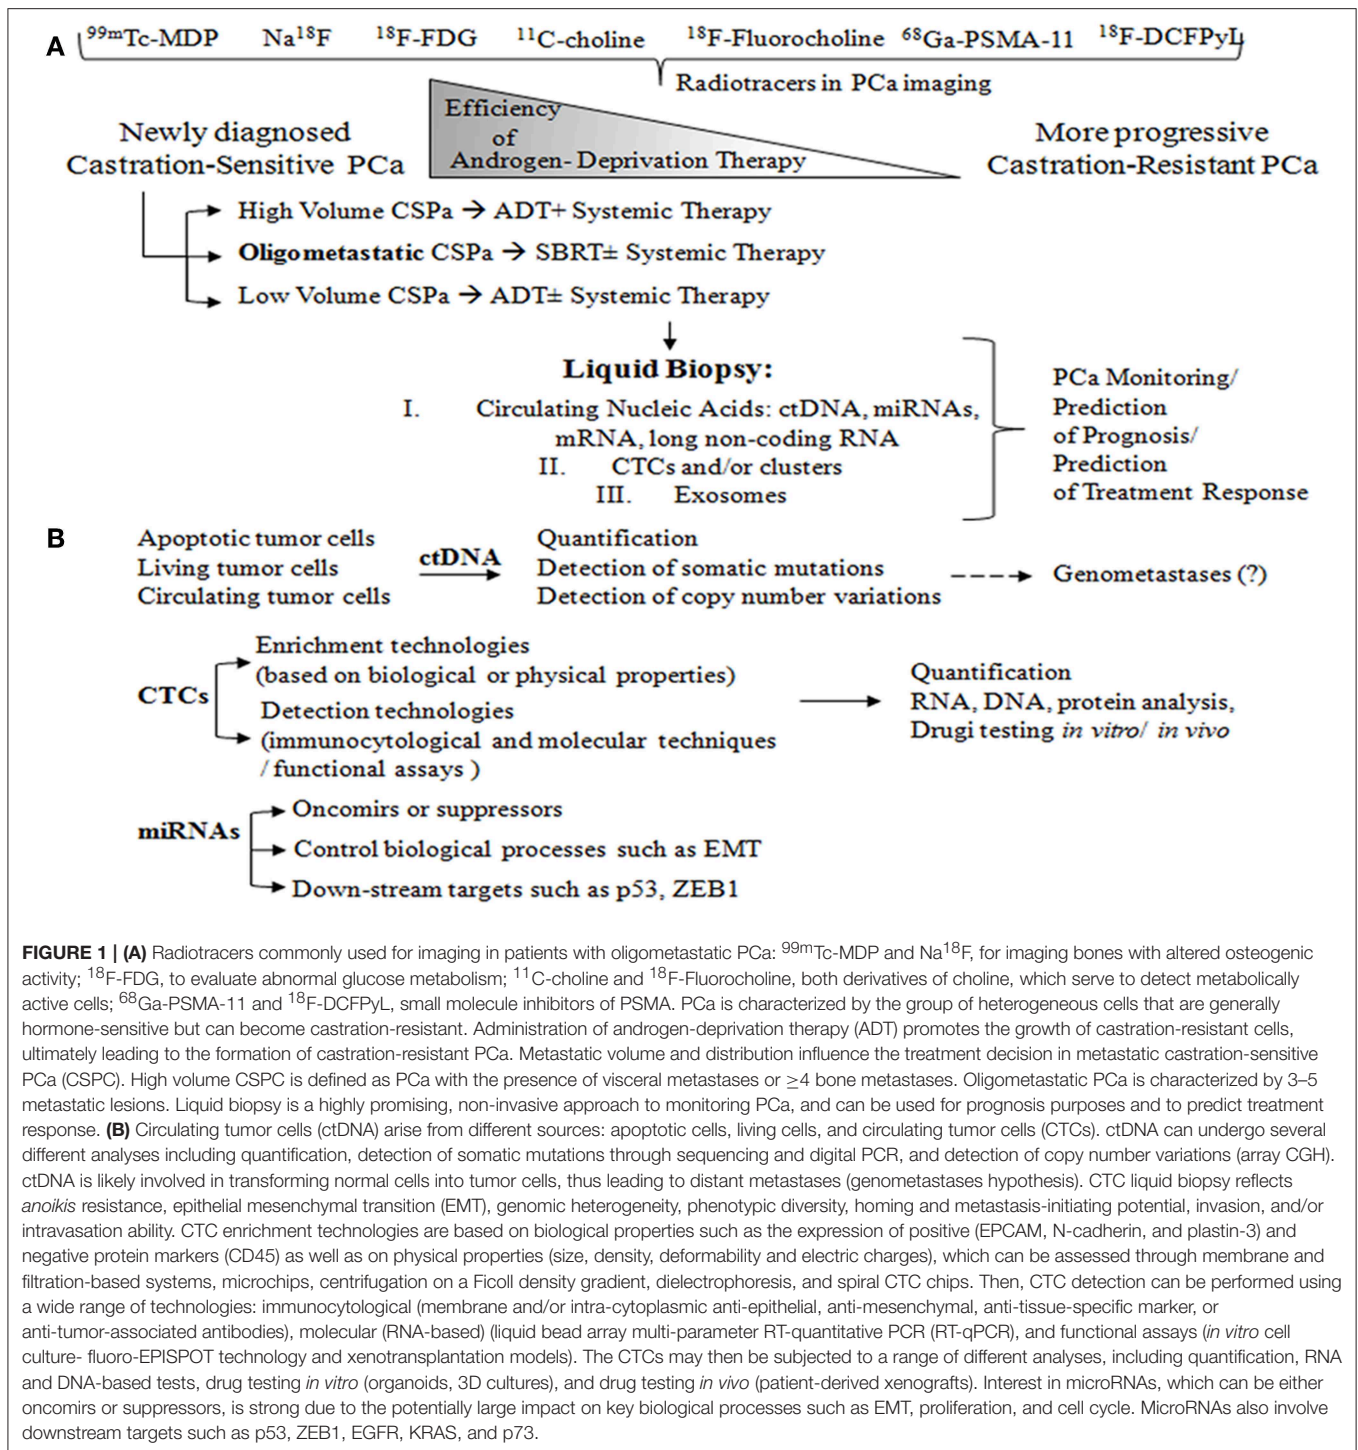 A
99mTc-MDP Na18F 18F-FDG 11C-choline 18F-Fluorocholine 68Ga-PSMA-11 18F-DCFPyL
Radiotracers in PCa imaging
Newly diagnosed
Castration-Sensitive PCa
Efficiency
of
Androgen- Deprivation Therapy
More progressive
Castration-Resistant PCa
High Volume CSPa → ADT+ Systemic Therapy
Oligometastatic CSPa → SBRT± Systemic Therapy
Low Volume CSPa → ADT± Systemic Therapy
Liquid Biopsy:
I. Circulating Nucleic Acids: ctDNA, miRNAs,
mRNA, long non-coding RNA
II. CTCs and/or clusters
III. Exosomes
PCa Monitoring/
Prediction
of Prognosis/
Prediction
of Treatment Response
B
Apoptotic tumor cells
Living tumor cells
Circulating tumor cells
ctDNA
Quantification
Detection of somatic mutations
Detection of copy number variations
Genometastases (?)
CTCs
Enrichment technologies
(based on biological or physical properties)
Detection technologies
(immunocytological and molecular techniques
/ functional assays )
Quantification
RNA, DNA, protein analysis,
Drugi testing in vitro/ in vivo
miRNAs
Oncomirs or suppressors
Control biological processes such as EMT
Down-stream targets such as p53, ZEB1
FIGURE 1 | (A) Radiotracers commonly used for imaging in patients with oligometastatic PCa: 99mTc-MDP and Na18F, for imaging bones with altered osteogenic
activity; 18F-FDG, to evaluate abnormal glucose metabolism; 11C-choline and 18F-Fluorocholine, both derivatives of choline, which serve to detect metabolically
active cells; 68Ga-PSMA-11 and 18F-DCFPyL, small molecule inhibitors of PSMA. PCa is characterized by the group of heterogeneous cells that are generally
hormone-sensitive but can become castration-resistant. Administration of androgen-deprivation therapy (ADT) promotes the growth of castration-resistant cells,
ultimately leading to the formation of castration-resistant PCa. Metastatic volume and distribution influence the treatment decision in metastatic castration-sensitive
PCa (CSPC). High volume CSPC is defined as PCa with the presence of visceral metastases or ≥4 bone metastases. Oligometastatic PCa is characterized by 3–5
metastatic lesions. Liquid biopsy is a highly promising, non-invasive approach to monitoring PCa, and can be used for prognosis purposes and to predict treatment
response. (B) Circulating tumor cells (ctDNA) arise from different sources: apoptotic cells, living cells, and circulating tumor cells (CTCs). ctDNA can undergo several
different analyses including quantification, detection of somatic mutations through sequencing and digital PCR, and detection of copy number variations (array CGH).
ctDNA is likely involved in transforming normal cells into tumor cells, thus leading to distant metastases (genometastases hypothesis). CTC liquid biopsy reflects
anoikis resistance, epithelial mesenchymal transition (EMT), genomic heterogeneity, phenotypic diversity, homing and metastasis-initiating potential, invasion, and/or
intravasation ability. CTC enrichment technologies are based on biological properties such as the expression of positive (EPCAM, N-cadherin, and plastin-3) and
negative protein markers (CD45) as well as on physical properties (size, density, deformability and electric charges), which can be assessed through membrane and
filtration-based systems, microchips, centrifugation on a Ficoll density gradient, dielectrophoresis, and spiral CTC chips. Then, CTC detection can be performed using
a wide range of technologies: immunocytological (membrane and/or intra-cytoplasmic anti-epithelial, anti-mesenchymal, anti-tissue-specific marker, or
anti-tumor-associated antibodies), molecular (RNA-based) (liquid bead array multi-parameter RT-quantitative PCR (RT-qPCR), and functional assays (in vitro cell
culture- fluoro-EPISPOT technology and xenotransplantation models). The CTCs may then be subjected to a range of different analyses, including quantification, RNA
and DNA-based tests, drug testing in vitro (organoids, 3D cultures), and drug testing in vivo (patient-derived xenografts). Interest in microRNAs, which can be either
oncomirs or suppressors, is strong due to the potentially large impact on key biological processes such as EMT, proliferation, and cell cycle. MicroRNAs also involve
downstream targets such as p53, ZEB1, EGFR, KRAS, and p73.